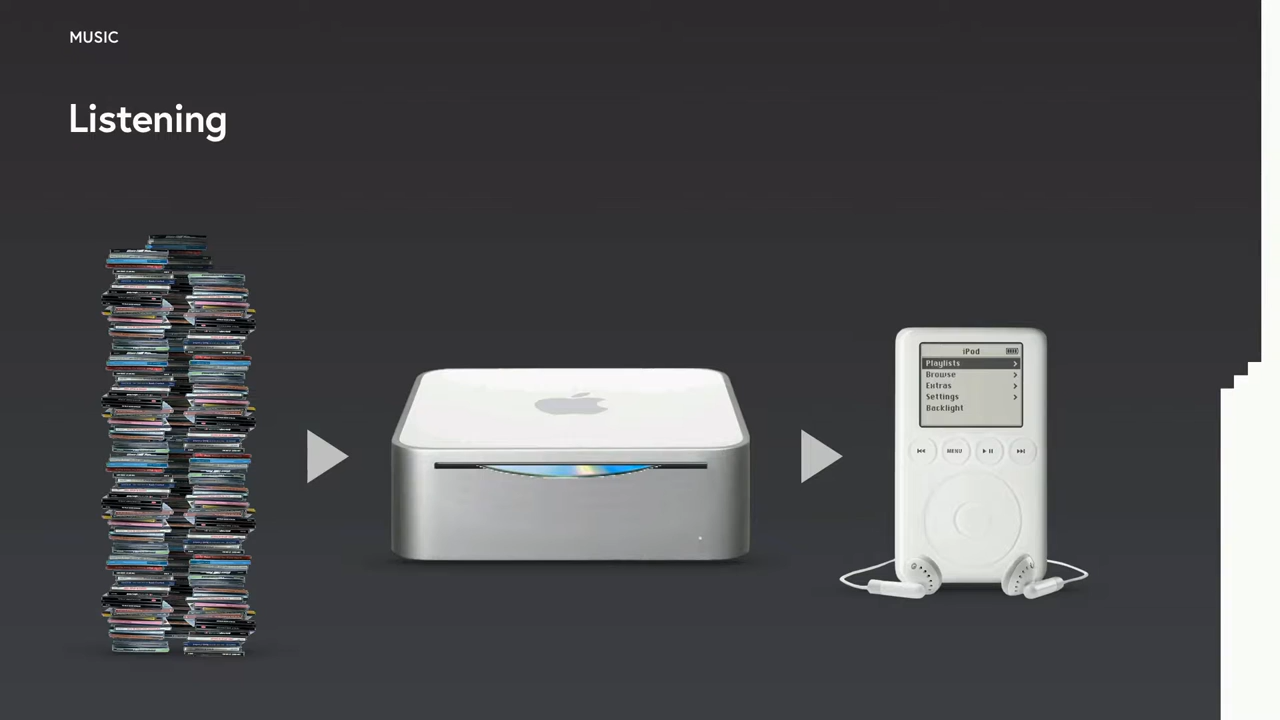 MUSIC
Listening
iPod
Playlists
Browse
Extras
Settings
Backlight
MENU